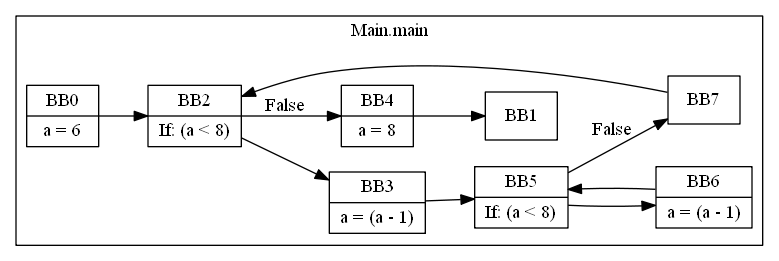 Main.main
BB0
a = 6
BB2
If: (a < 8)
False
BB4
a = 8
BB1
BB7
False
BB3
a = (a - 1)
BB5
If: (a < 8)
BB6
a = (a - 1)